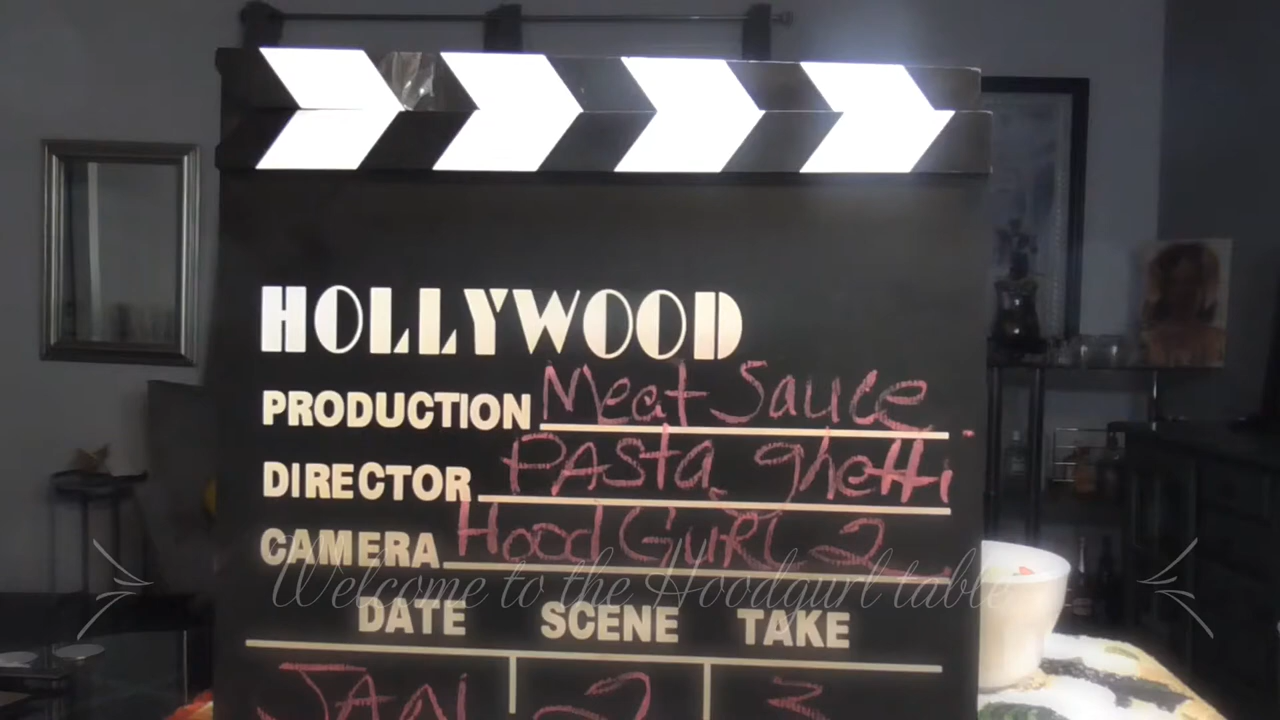 HOLLYWOOD
PRODUCTION Meat Sauce
DIRECTOR PASta ghetti
CAMERA Hood GuRl 2
Welcome to the Hoodgurl table
DATE SCENE TAKE
JAN 2 3